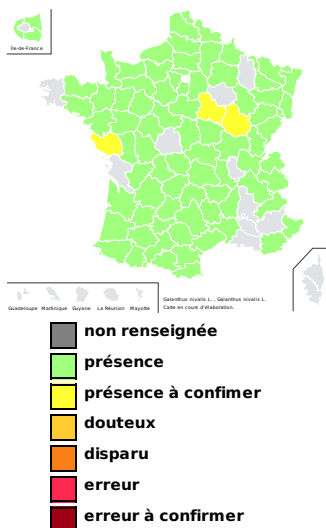 Île-de-France
Guadeloupe Martinique Guyane La Réunion Mayotte
Galanthus nivalis L., Galanthus nivalis L.
Carte en cours d'élaboration.
non renseignée
présence
présence à confimer
douteux
disparu
erreur
erreur à confirmer